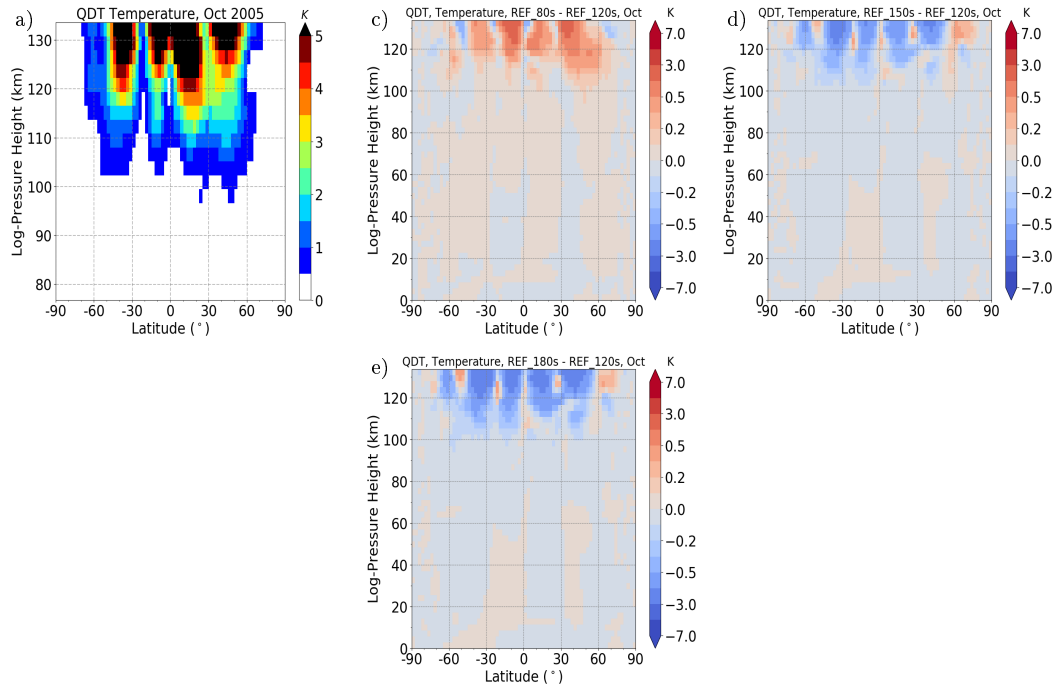 a)
QDT Temperature, Oct 2005
K
130
120
110
100
90
80
Log-Pressure Height (km)
-90 -60 -30 0 30 60 90
Latitude (°)
5
4
3
2
1
0
c)
QDT, Temperature, REF_80s - REF_120s, Oct
K
120
100
80
60
40
20
0
Log-Pressure Height (km)
-90 -60 -30 0 30 60 90
Latitude (°)
7.0
3.0
0.5
0.2
0.0
−0.2
−0.5
−3.0
−7.0
d)
QDT, Temperature, REF_150s - REF_120s, Oct
K
120
100
80
60
40
20
0
Log-Pressure Height (km)
-90 -60 -30 0 30 60 90
Latitude (°)
7.0
3.0
0.5
0.2
0.0
−0.2
−0.5
−3.0
−7.0
e)
QDT, Temperature, REF_180s - REF_120s, Oct
K
120
100
80
60
40
20
0
Log-Pressure Height (km)
-90 -60 -30 0 30 60 90
Latitude (°)
7.0
3.0
0.5
0.2
0.0
−0.2
−0.5
−3.0
−7.0